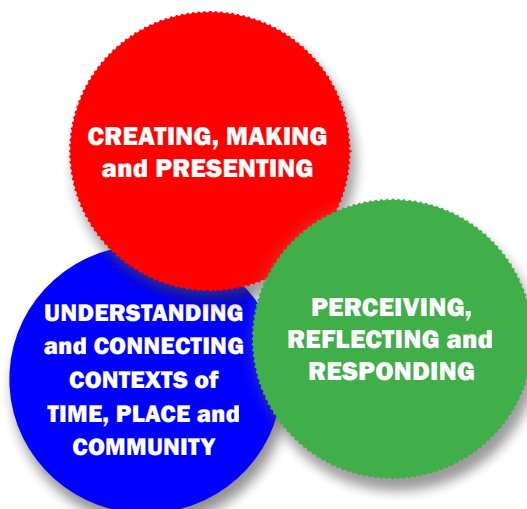 CREATING, MAKING
and PRESENTING
UNDERSTANDING
and CONNECTING
CONTEXTS of
TIME, PLACE and
COMMUNITY
PERCEIVING,
REFLECTING and
RESPONDING